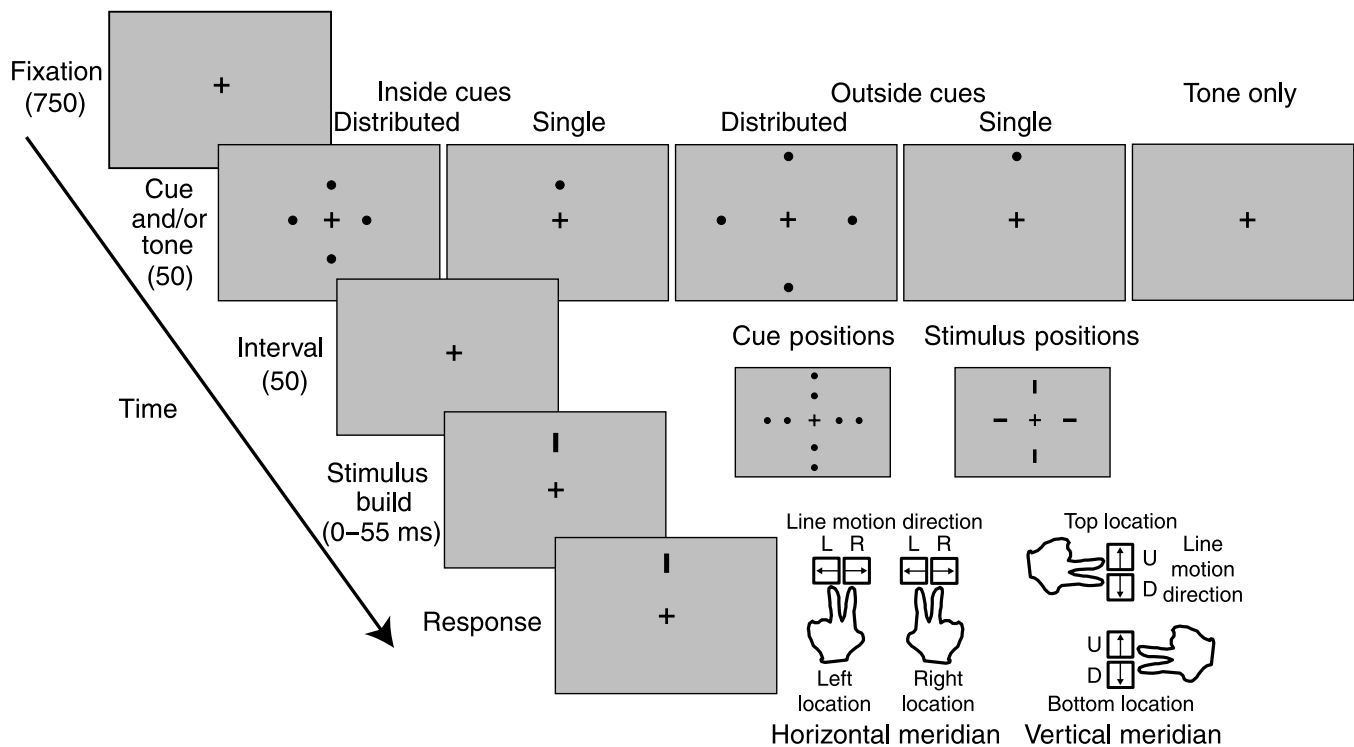 Fixation
(750)
Inside cues
Outside cues
Tone only
Distributed
Single
Distributed
Single
Cue
and/or
tone
(50)
Interval
(50)
Cue positions
Stimulus positions
Time
Stimulus
build
(0–55 ms)
Line motion direction
L R L R
Top location
U
D
Line
motion
direction
Response
U
D
Left
location
Right
location
Bottom location
Horizontal meridian
Vertical meridian